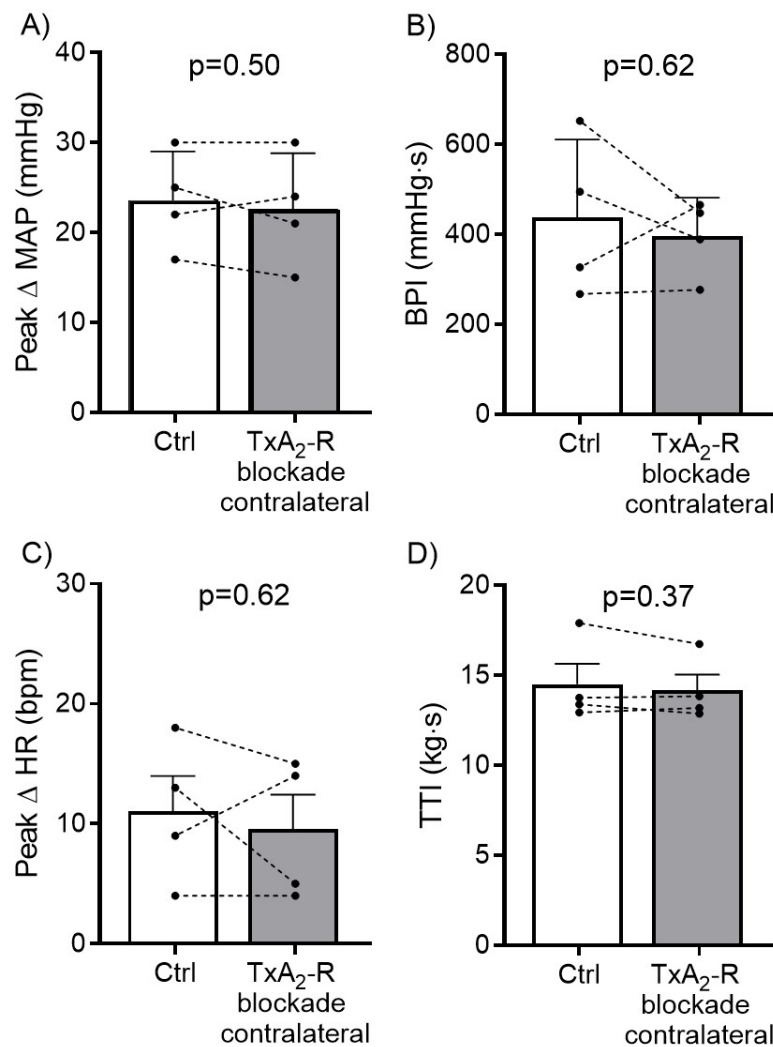 A)
p=0.50
Peak Δ MAP (mmHg)
40
30
20
10
0
Ctrl
TxA₂-R
blockade
contralateral
B)
p=0.62
BPI (mmHg·s)
800
600
400
200
0
Ctrl
TxA₂-R
blockade
contralateral
C)
p=0.62
Peak Δ HR (bpm)
30
20
10
0
Ctrl
TxA₂-R
blockade
contralateral
D)
p=0.37
TTI (kg·s)
20
15
10
5
0
Ctrl
TxA₂-R
blockade
contralateral